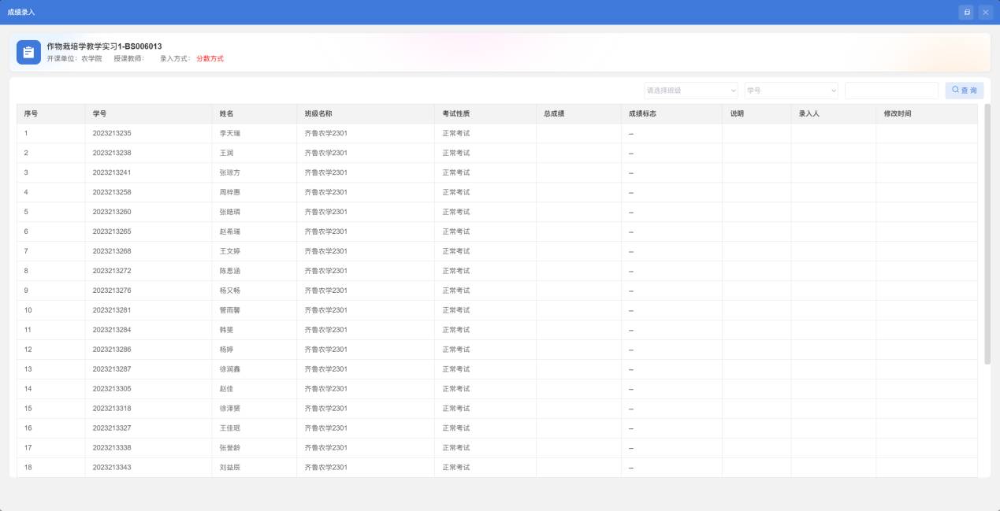 成绩录入
作物栽培学教学实习1-BS006013
开课单位: 农学院 授课教师: 录入方式: 分数方式
请选择班级 学号 查 询
序号 学号 姓名 班级名称 考试性质 总成绩 成绩标志 说明 录入人 修改时间
1 2023213235 李天瑞 齐鲁农学2301 正常考试 --
2 2023213238 王润 齐鲁农学2301 正常考试 --
3 2023213241 张琼方 齐鲁农学2301 正常考试 --
4 2023213258 周梓惠 齐鲁农学2301 正常考试 --
5 2023213260 张皓璘 齐鲁农学2301 正常考试 --
6 2023213265 赵希瑞 齐鲁农学2301 正常考试 --
7 2023213268 王文婷 齐鲁农学2301 正常考试 --
8 2023213272 陈思涵 齐鲁农学2301 正常考试 --
9 2023213276 杨又畅 齐鲁农学2301 正常考试 --
10 2023213281 管雨馨 齐鲁农学2301 正常考试 --
11 2023213284 韩斐 齐鲁农学2301 正常考试 --
12 2023213286 杨婷 齐鲁农学2301 正常考试 --
13 2023213287 徐润鑫 齐鲁农学2301 正常考试 --
14 2023213305 赵佳 齐鲁农学2301 正常考试 --
15 2023213318 齐鲁农学2301 正常考试 --
16 2023213327 王佳珉 齐鲁农学2301 正常考试 --
17 2023213338 张誉龄 齐鲁农学2301 正常考试 --
18 2023213343 刘益辰 齐鲁农学2301 正常考试 --